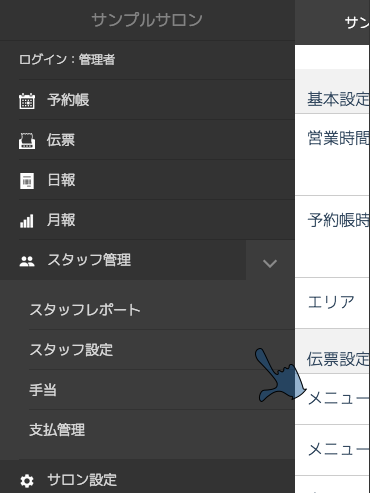 サンプルサロン
ログイン：管理者
予約帳
伝票
日報
月報
スタッフ管理
スタッフレポート
スタッフ設定
手当
支払管理
サロン設定
サン
基本設定
営業時間
予約帳時
エリア
伝票設定
メニュー
メニュー